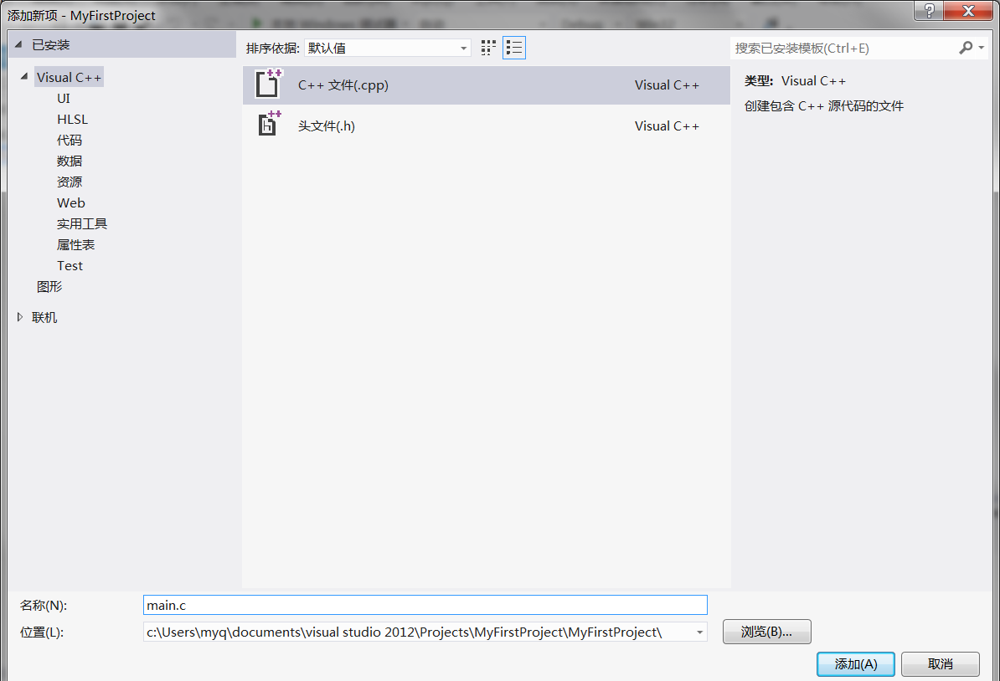 添加新项 - MyFirstProject
已安装
Visual C++
UI
HLSL
代码
数据
资源
Web
实用工具
属性表
Test
图形
联机
排序依据: 默认值
C++ 文件(.cpp) Visual C++
头文件(.h) Visual C++
搜索已安装模板(Ctrl+E)
类型: Visual C++
创建包含 C++ 源代码的文件
名称(N): main.c
位置(L): c:\Users\myq\documents\visual studio 2012\Projects\MyFirstProject\MyFirstProject\
浏览(B)...
添加(A) 取消